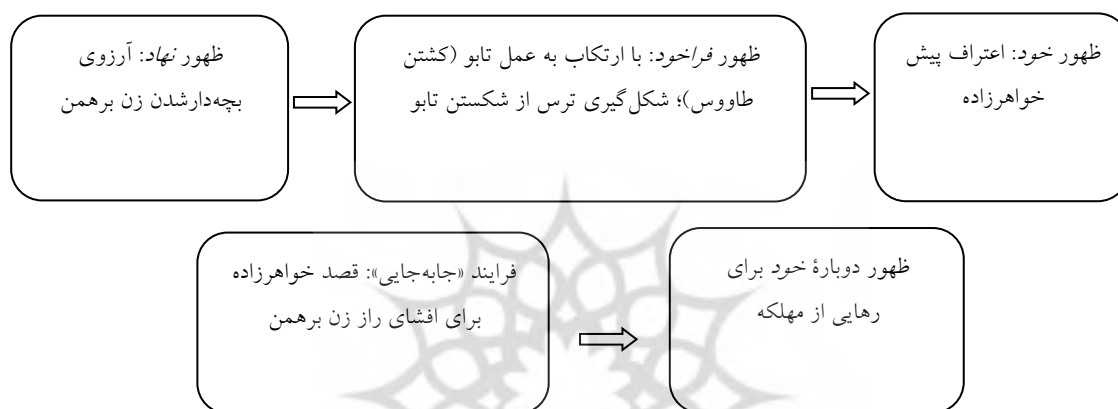 ظهور نهاد: آرزوی
بچه‌دارشدن زن برهمن
ظهور فراخود: با ارتکاب به عمل تابو (کشتن
طاووس)؛ شکل‌گیری ترس از شکستن تابو
ظهور خود: اعتراف پیش
خواهرزاده
فرایند «جابه‌جایی»: قصد خواهرزاده
برای افشای راز زن برهمن
ظهور دوبارهٔ خود برای
رهایی از مهلکه